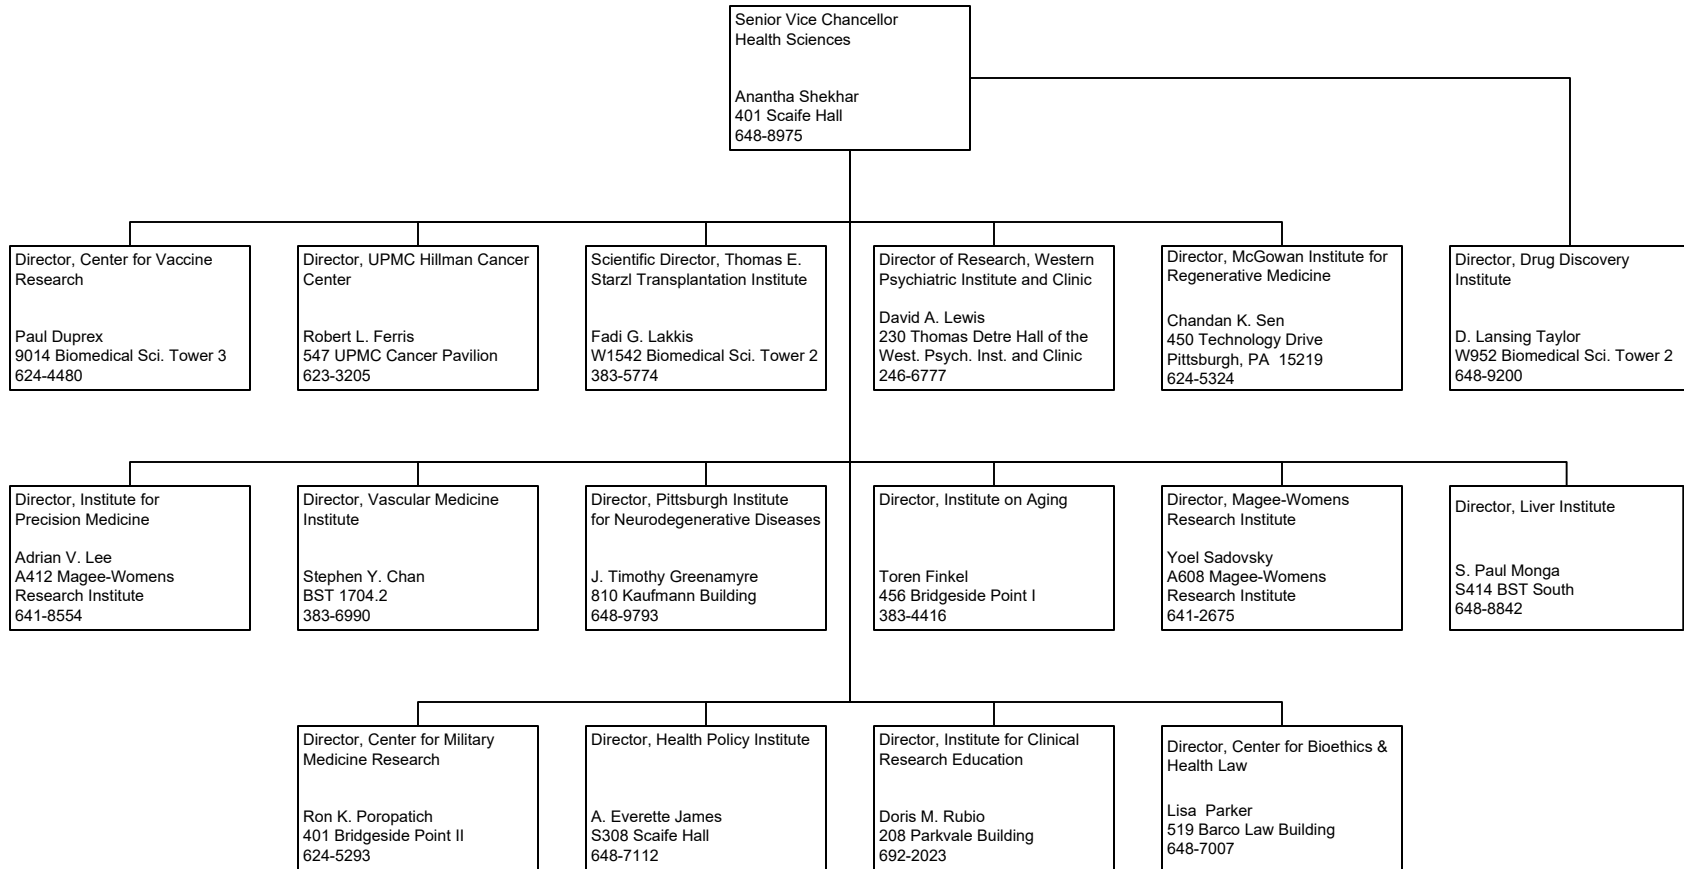 Senior Vice Chancellor
Health Sciences
Anantha Shekhar
401 Scaife Hall
648-8975
Director, Center for Vaccine
Research
Paul Duprex
9014 Biomedical Sci. Tower 3
624-4480
Director, UPMC Hillman Cancer
Center
Robert L. Ferris
547 UPMC Cancer Pavilion
623-3205
Scientific Director, Thomas E.
Starzl Transplantation Institute
Fadi G. Lakkis
W1542 Biomedical Sci. Tower 2
383-5774
Director of Research, Western
Psychiatric Institute and Clinic
David A. Lewis
230 Thomas Detre Hall of the
West. Psych. Inst. and Clinic
246-6777
Director, McGowan Institute for
Regenerative Medicine
Chandan K. Sen
450 Technology Drive
Pittsburgh, PA  15219
624-5324
Director, Drug Discovery
Institute
D. Lansing Taylor
W952 Biomedical Sci. Tower 2
648-9200
Director, Institute for
Precision Medicine
Adrian V. Lee
A412 Magee-Womens
Research Institute
641-8554
Director, Vascular Medicine
Institute
Stephen Y. Chan
BST 1704.2
383-6990
Director, Pittsburgh Institute
for Neurodegenerative Diseases
J. Timothy Greenamyre
810 Kaufmann Building
648-9793
Director, Institute on Aging
Toren Finkel
456 Bridgeside Point I
383-4416
Director, Magee-Womens
Research Institute
Yoel Sadovsky
A608 Magee-Womens
Research Institute
641-2675
Director, Liver Institute
S. Paul Monga
S414 BST South
648-8842
Director, Center for Military
Medicine Research
Ron K. Poropatich
401 Bridgeside Point II
624-5293
Director, Health Policy Institute
A. Everette James
S308 Scaife Hall
648-7112
Director, Institute for Clinical
Research Education
Doris M. Rubio
208 Parkvale Building
692-2023
Director, Center for Bioethics &
Health Law
Lisa  Parker
519 Barco Law Building
648-7007